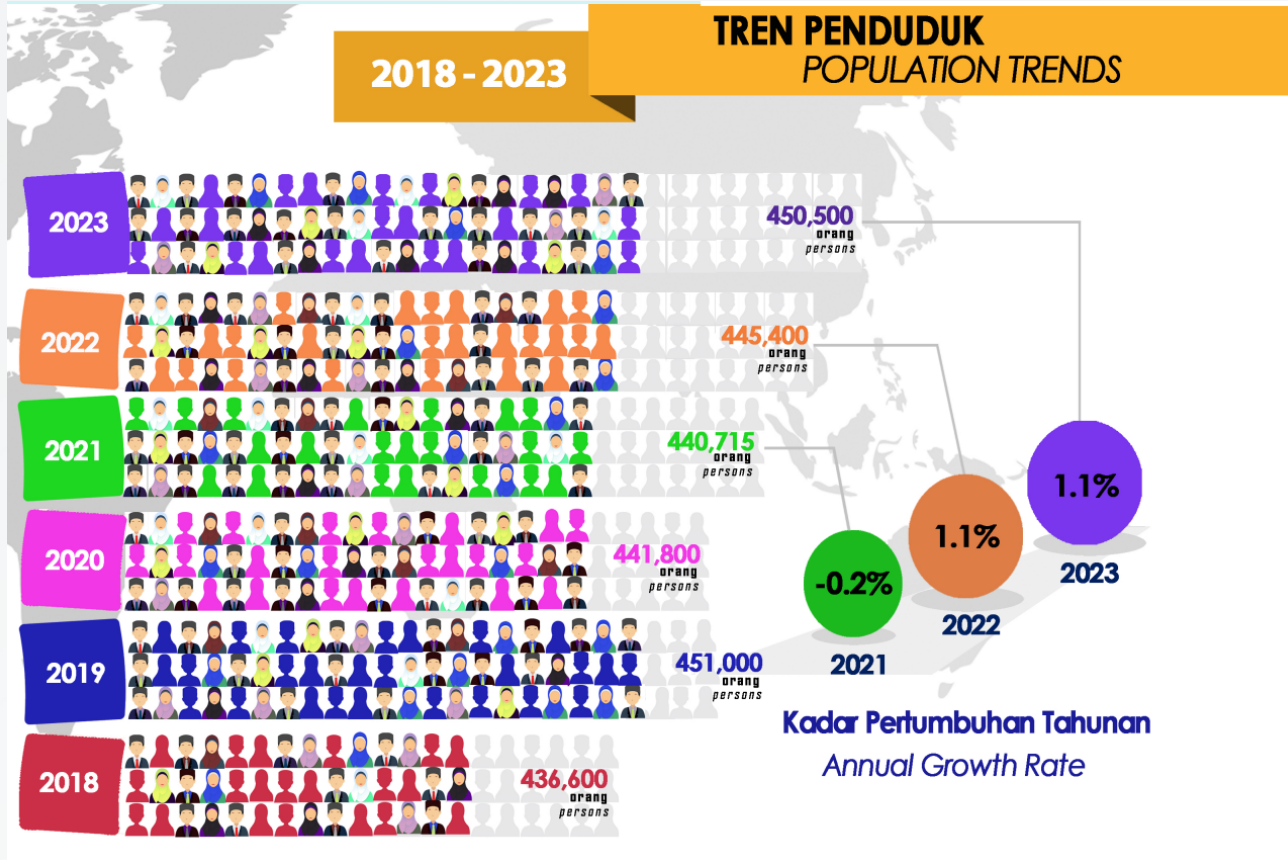 TREN PENDUDUK
POPULATION TRENDS
2018 - 2023
2023
450,500
orang
persons
2022
445,400
orang
persons
2021
440,715
orang
persons
2020
441,800
orang
persons
2019
451,000
orang
persons
2018
436,600
orang
persons
1.1%
2023
1.1%
2022
-0.2%
2021
Kadar Pertumbuhan Tahunan
Annual Growth Rate